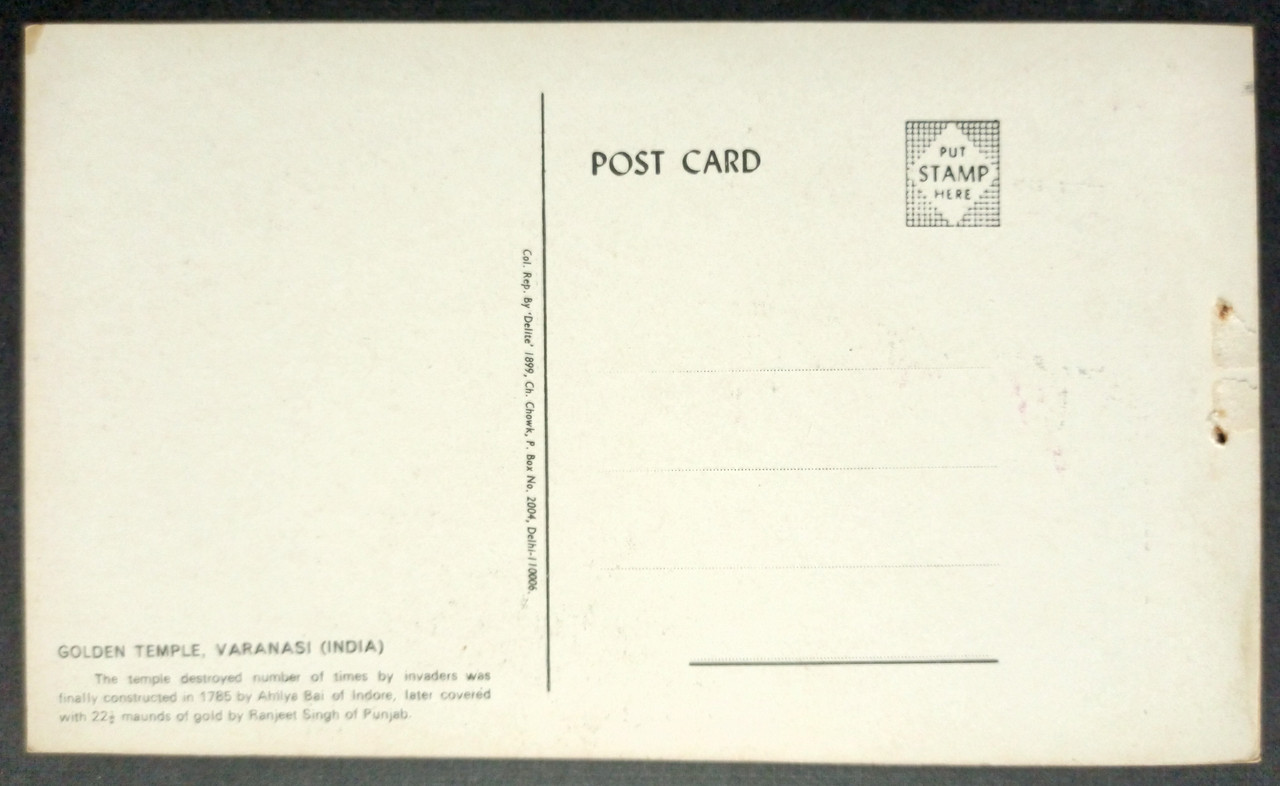 POST CARD
PUT
STAMP
HERE
Col. Rep. By 'Delite' 1899, Ch. Chowk, P. Box No. 2004, Delhi-110006.
GOLDEN TEMPLE, VARANASI (INDIA)
The temple destroyed number of times by invaders was
finally constructed in 1785 by Ahilya Bai of Indore, later covered
with 22½ maunds of gold by Ranjeet Singh of Punjab.